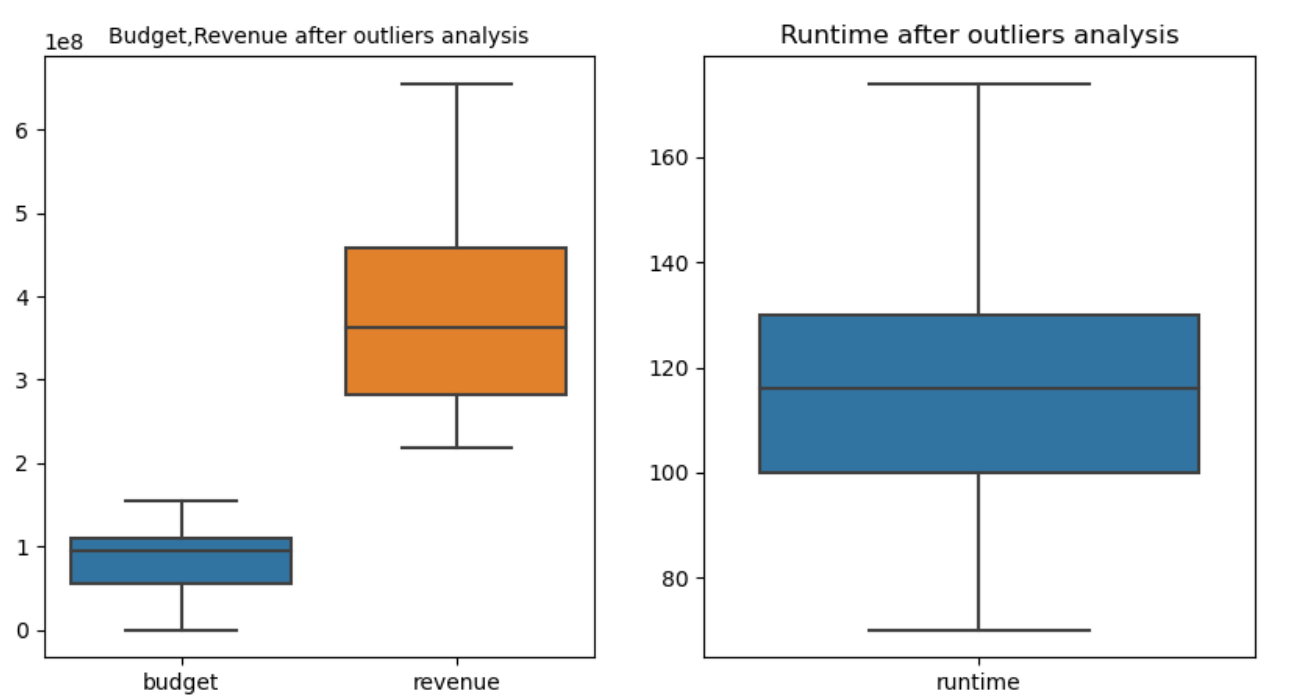 Budget,Revenue after outliers analysis
1e8
6
5
4
3
2
1
0
budget revenue
Runtime after outliers analysis
160
140
120
100
80
runtime